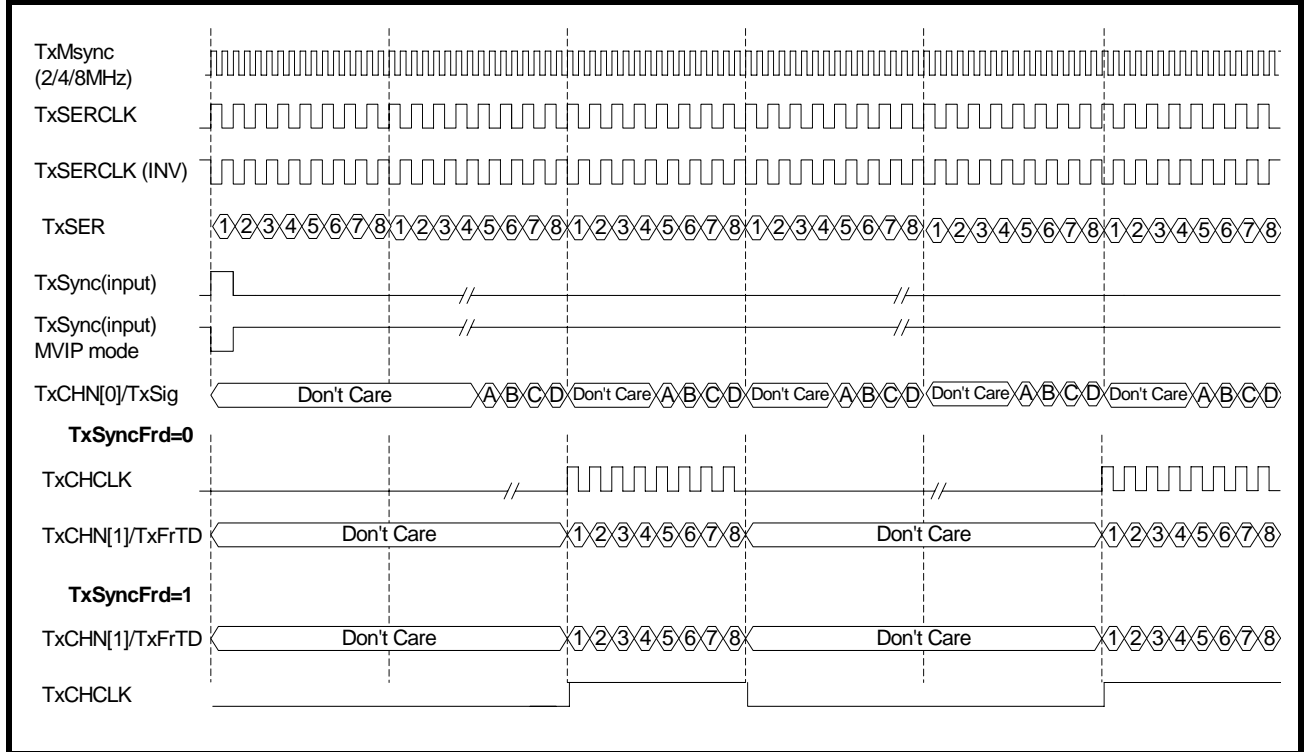 TxMsync
(2/4/8MHz)
TxSERCLK
TxSERCLK (INV)
TxSER 1 2 3 4 5 6 7 8 1 2 3 4 5 6 7 8 1 2 3 4 5 6 7 8 1 2 3 4 5 6 7 8 1 2 3 4 5 6 7 8 1 2 3 4 5 6 7 8
TxSync(input)
TxSync(input)
MVIP mode
TxCHN[0]/TxSig Don't Care A B C D Don't Care A B C D Don't Care A B C D Don't Care A B C D Don't Care A B C D
TxSyncFrd=0
TxCHCLK
TxCHN[1]/TxFrTD Don't Care 1 2 3 4 5 6 7 8 Don't Care 1 2 3 4 5 6 7 8
TxSyncFrd=1
TxCHN[1]/TxFrTD Don't Care 1 2 3 4 5 6 7 8 Don't Care 1 2 3 4 5 6 7 8
TxCHCLK